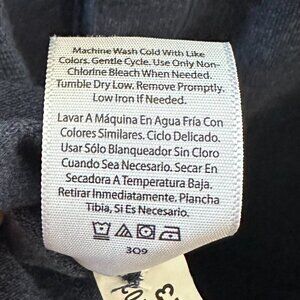 Machine Wash Cold With Like
Colors. Gentle Cycle. Use Only Non-
Chlorine Bleach When Needed.
Tumble Dry Low. Remove Promptly.
Low Iron If Needed.
Lavar A Máquina En Agua Fría Con
Colores Similares. Ciclo Delicado.
Usar Sólo Blanqueador Sin Cloro
Cuando Sea Necesario. Secar En
Secadora A Temperatura Baja.
Retirar Inmediatamente. Plancha
Tibia, Si Es Necesario.
309